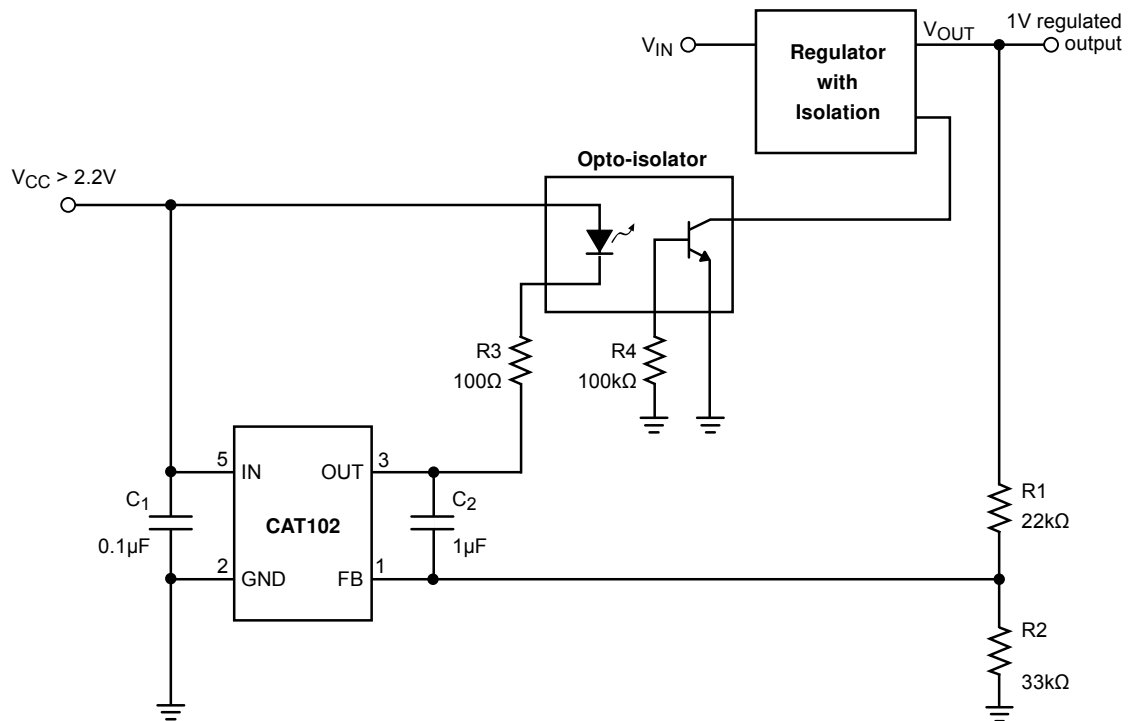 1V regulated
output
VOUT
VIN
Regulator
with
Isolation
Opto-isolator
VCC > 2.2V
R3
100Ω
R4
100kΩ
5
IN
OUT
3
C1
0.1µF
CAT102
C2
1µF
2
GND
FB
1
R1
22kΩ
R2
33kΩ